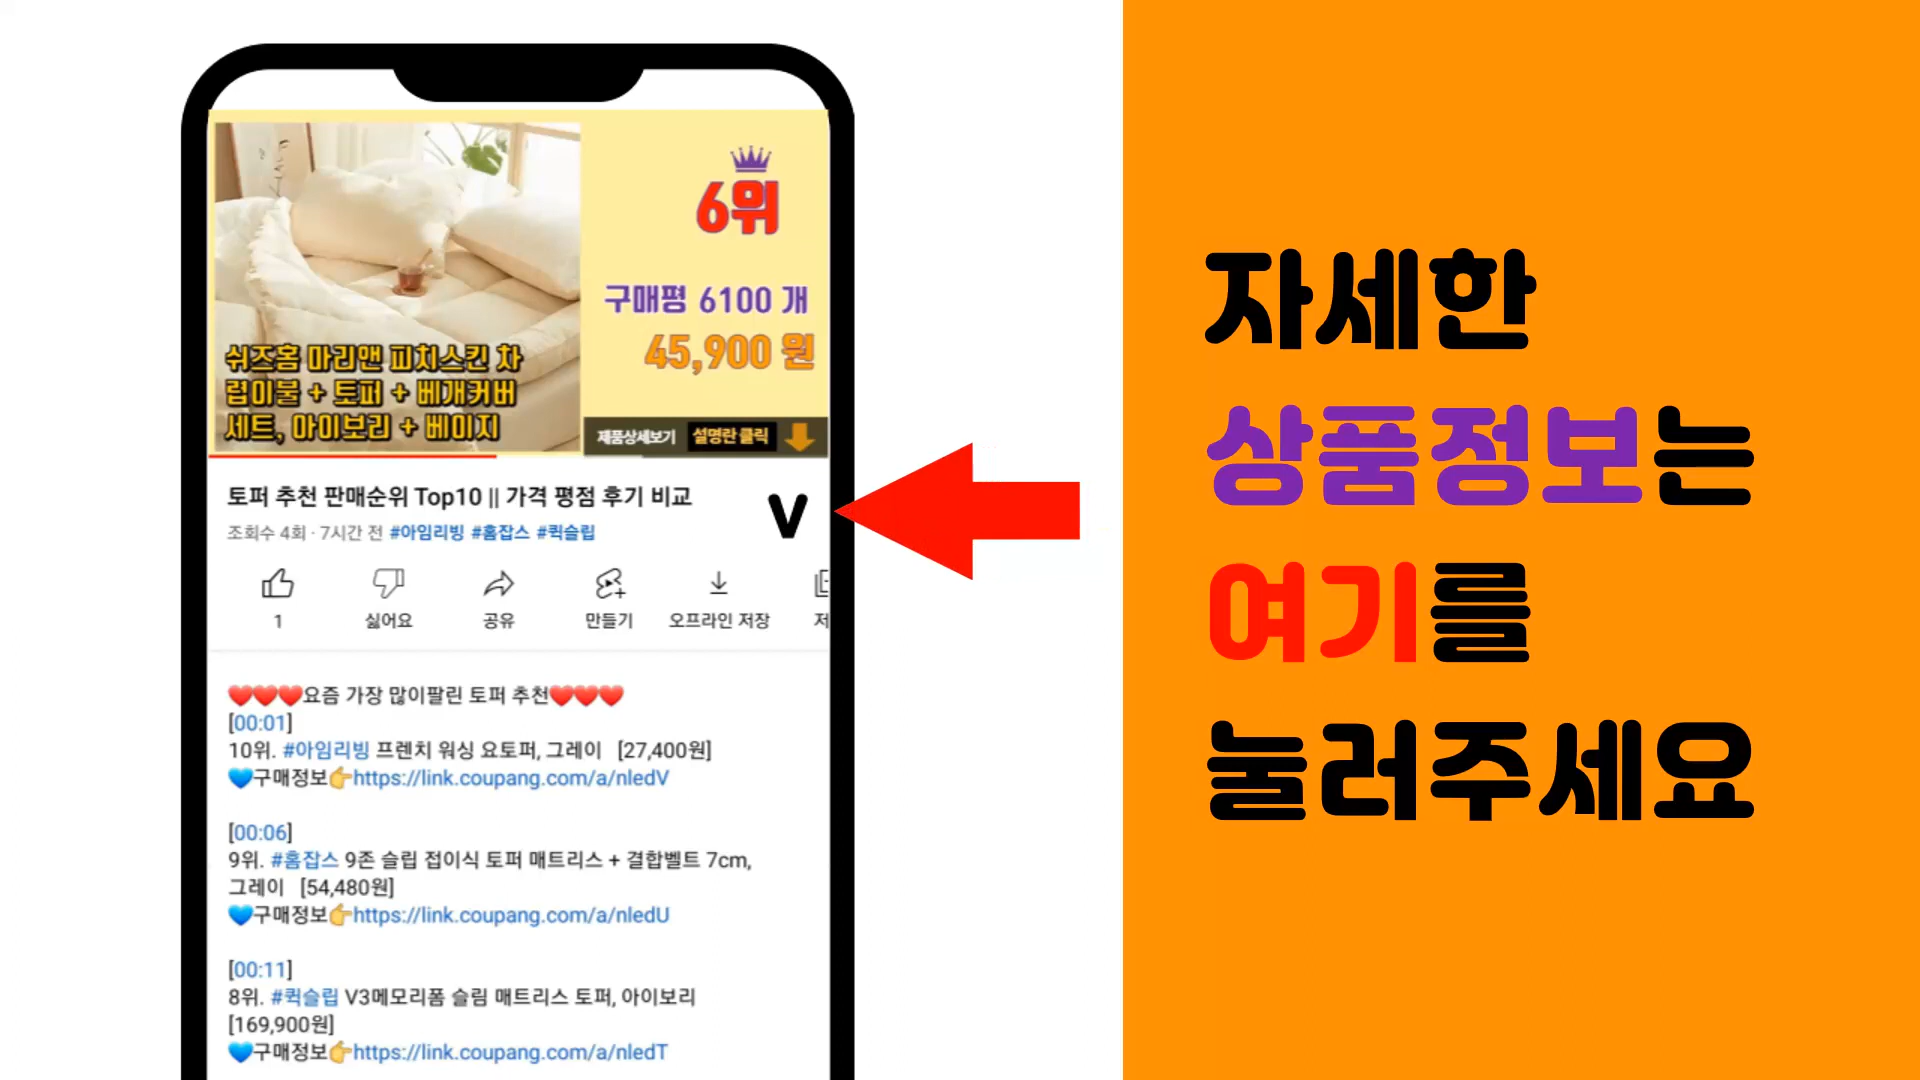 6위
구매평 6100 개
45,900 원
쉬즈홈 마리앤 피치스킨 차
렵이불 + 토퍼 + 베개커버
세트, 아이보리 + 베이지
제품상세보기 설명란 클릭
토퍼 추천 판매순위 Top10 || 가격 평점 후기 비교
V
조회수 4회 · 7시간 전 #아임리빙 #홈잡스 #퀵슬립
1 싫어요 공유 만들기 오프라인 저장 저
❤️❤️❤️요즘 가장 많이팔린 토퍼 추천❤️❤️❤️
[00:01]
10위. #아임리빙 프렌치 워싱 요토퍼, 그레이 [27,400원]
💙구매정보👉https://link.coupang.com/a/nledV
[00:06]
9위. #홈잡스 9존 슬립 접이식 토퍼 매트리스 + 결합벨트 7cm,
그레이 [54,480원]
💙구매정보👉https://link.coupang.com/a/nledU
[00:11]
8위. #퀵슬립 V3메모리폼 슬림 매트리스 토퍼, 아이보리
[169,900원]
💙구매정보👉https://link.coupang.com/a/nledT
자세한
상품정보는
여기를
눌러주세요